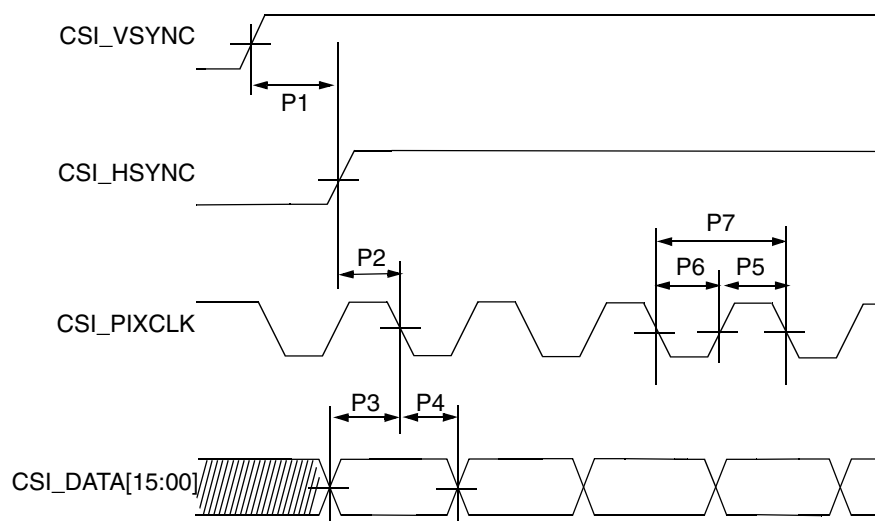 CSI_VSYNC
P1
CSI_HSYNC
P7
P2
P6
P5
CSI_PIXCLK
P3
P4
CSI_DATA[15:00]